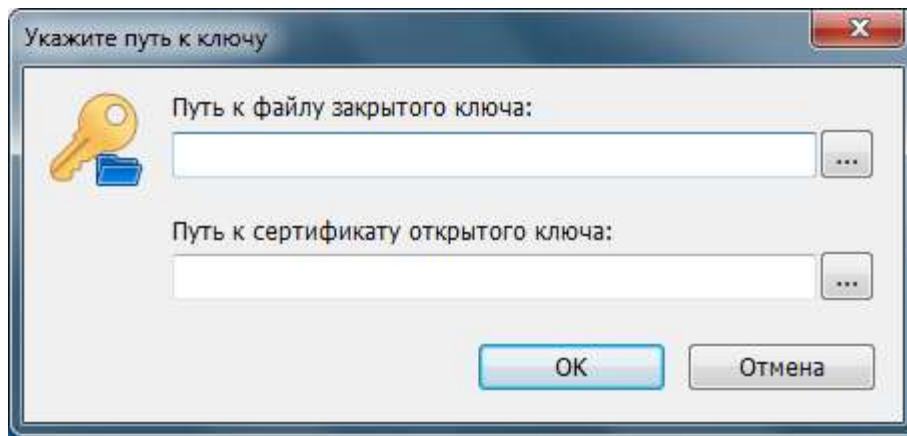 Укажите путь к ключу
Путь к файлу закрытого ключа:
...
Путь к сертификату открытого ключа:
...
OK
Отмена